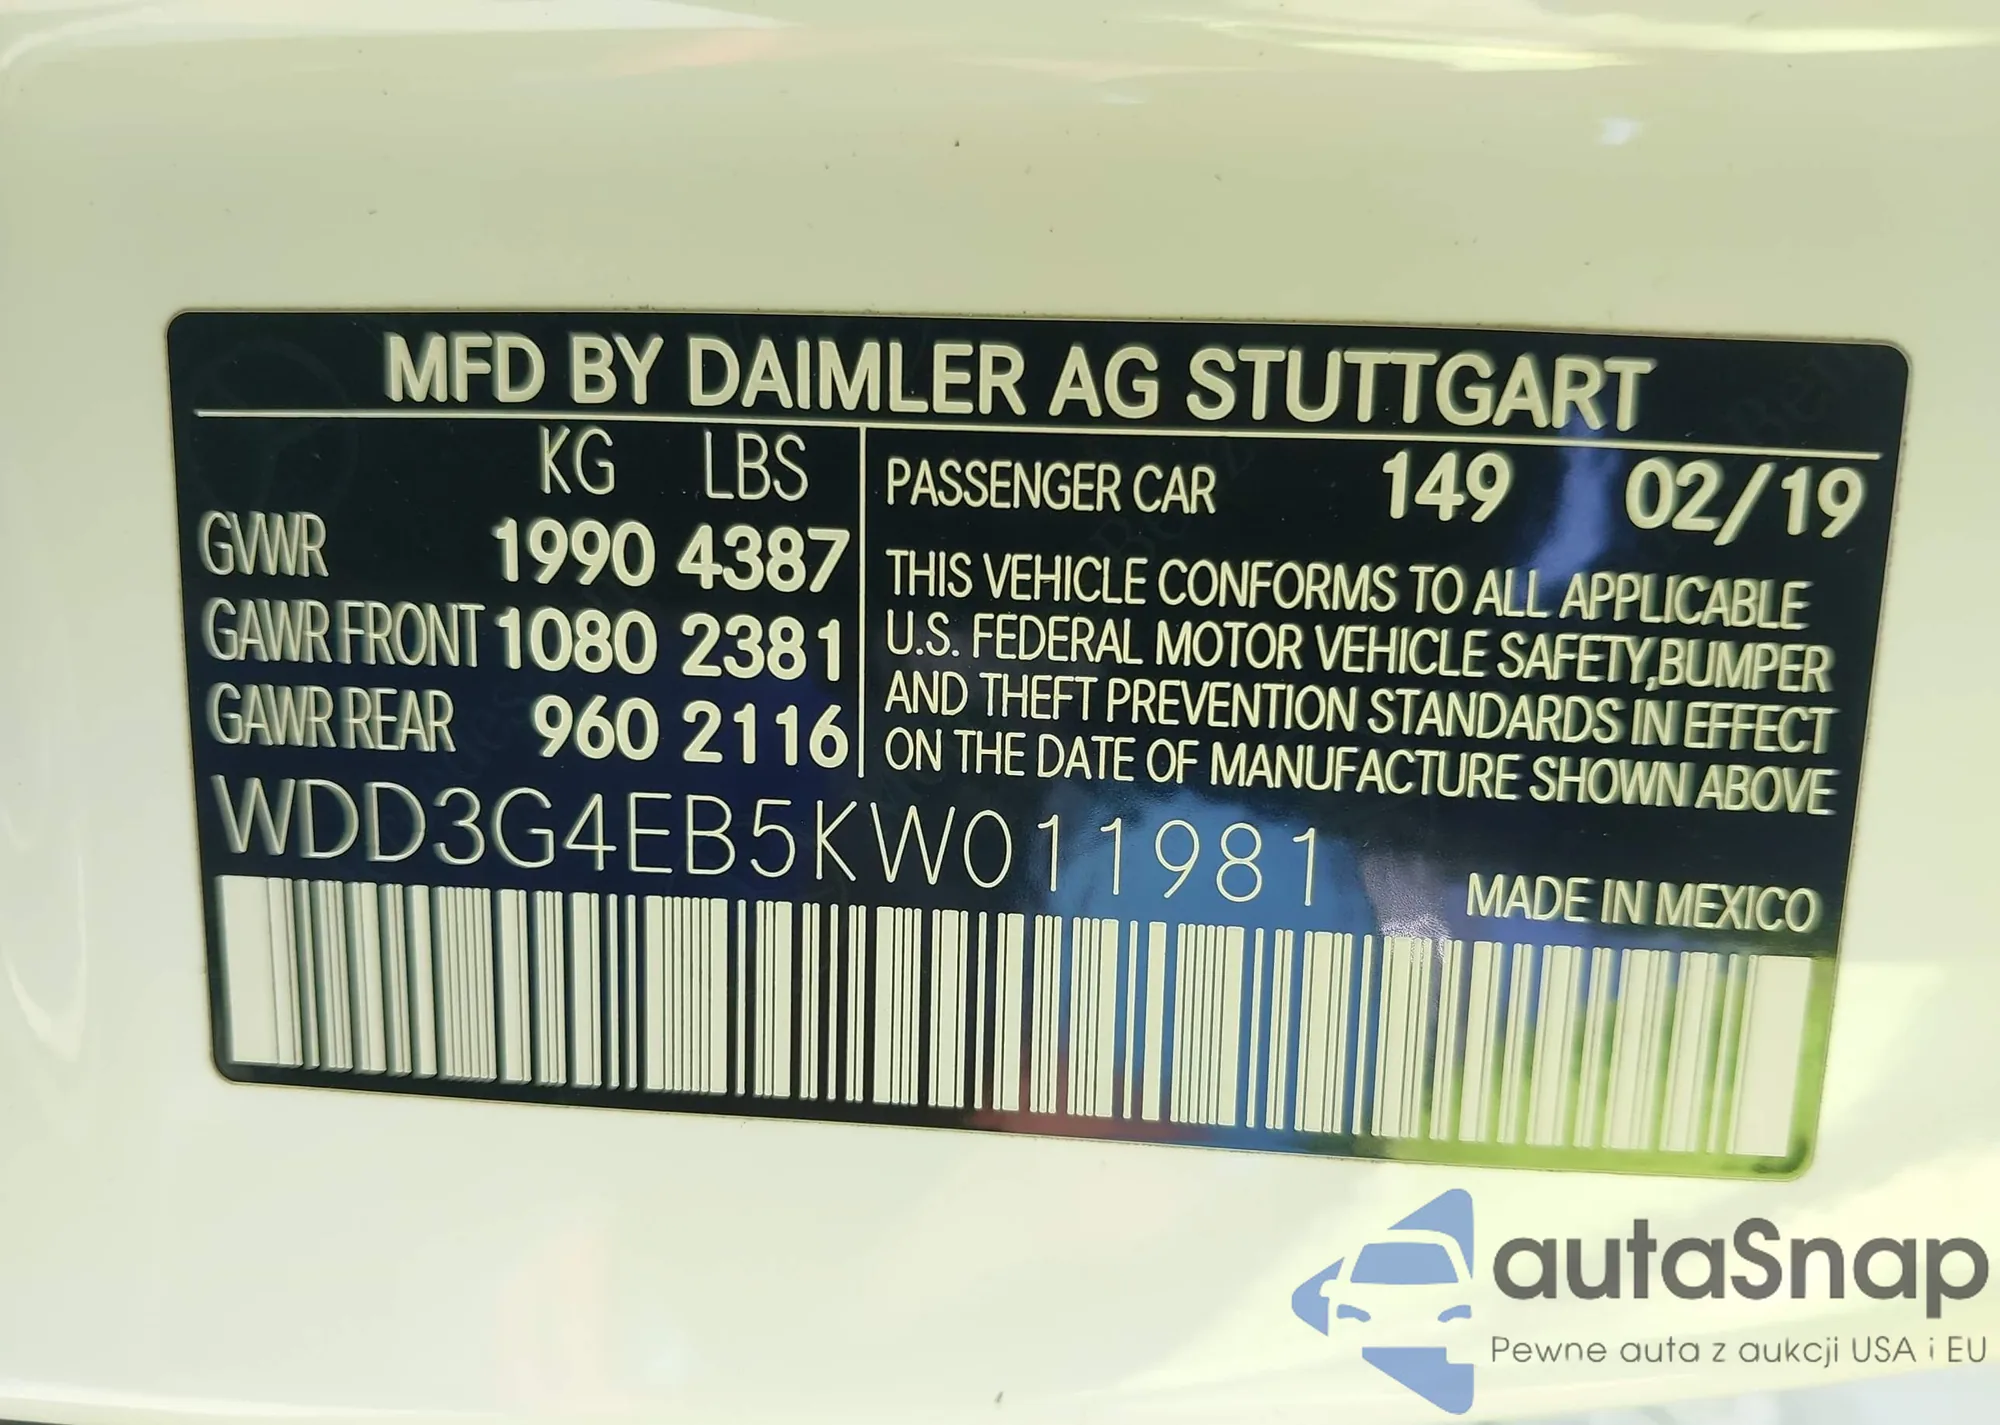 MFD BY DAIMLER AG STUTTGART
KG LBS
GVWR 1990 4387
GAWR FRONT 1080 2381
GAWR REAR 960 2116
PASSENGER CAR 149 02/19
THIS VEHICLE CONFORMS TO ALL APPLICABLE
U.S. FEDERAL MOTOR VEHICLE SAFETY,BUMPER
AND THEFT PREVENTION STANDARDS IN EFFECT
ON THE DATE OF MANUFACTURE SHOWN ABOVE
WDD3G4EB5KW011981
MADE IN MEXICO
autaSnap
Pewne auta z aukcji USA i EU